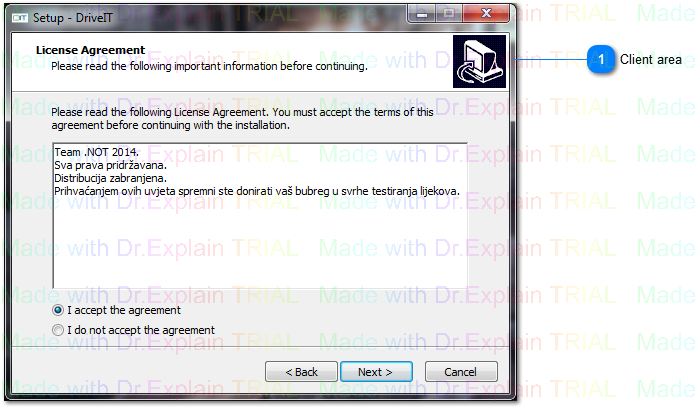 Setup - DriveIT
License Agreement
Please read the following important information before continuing.
1 Client area
Please read the following License Agreement. You must accept the terms of this
agreement before continuing with the installation.
Team .NOT 2014.
Sva prava pridržavana.
Distribucija zabranjena.
Prihvaćanjem ovih uvjeta spremni ste donirati vaš bubreg u svrhe testiranja lijekova.
I accept the agreement
I do not accept the agreement
< Back Next > Cancel
Made with Dr.Explain TRIAL